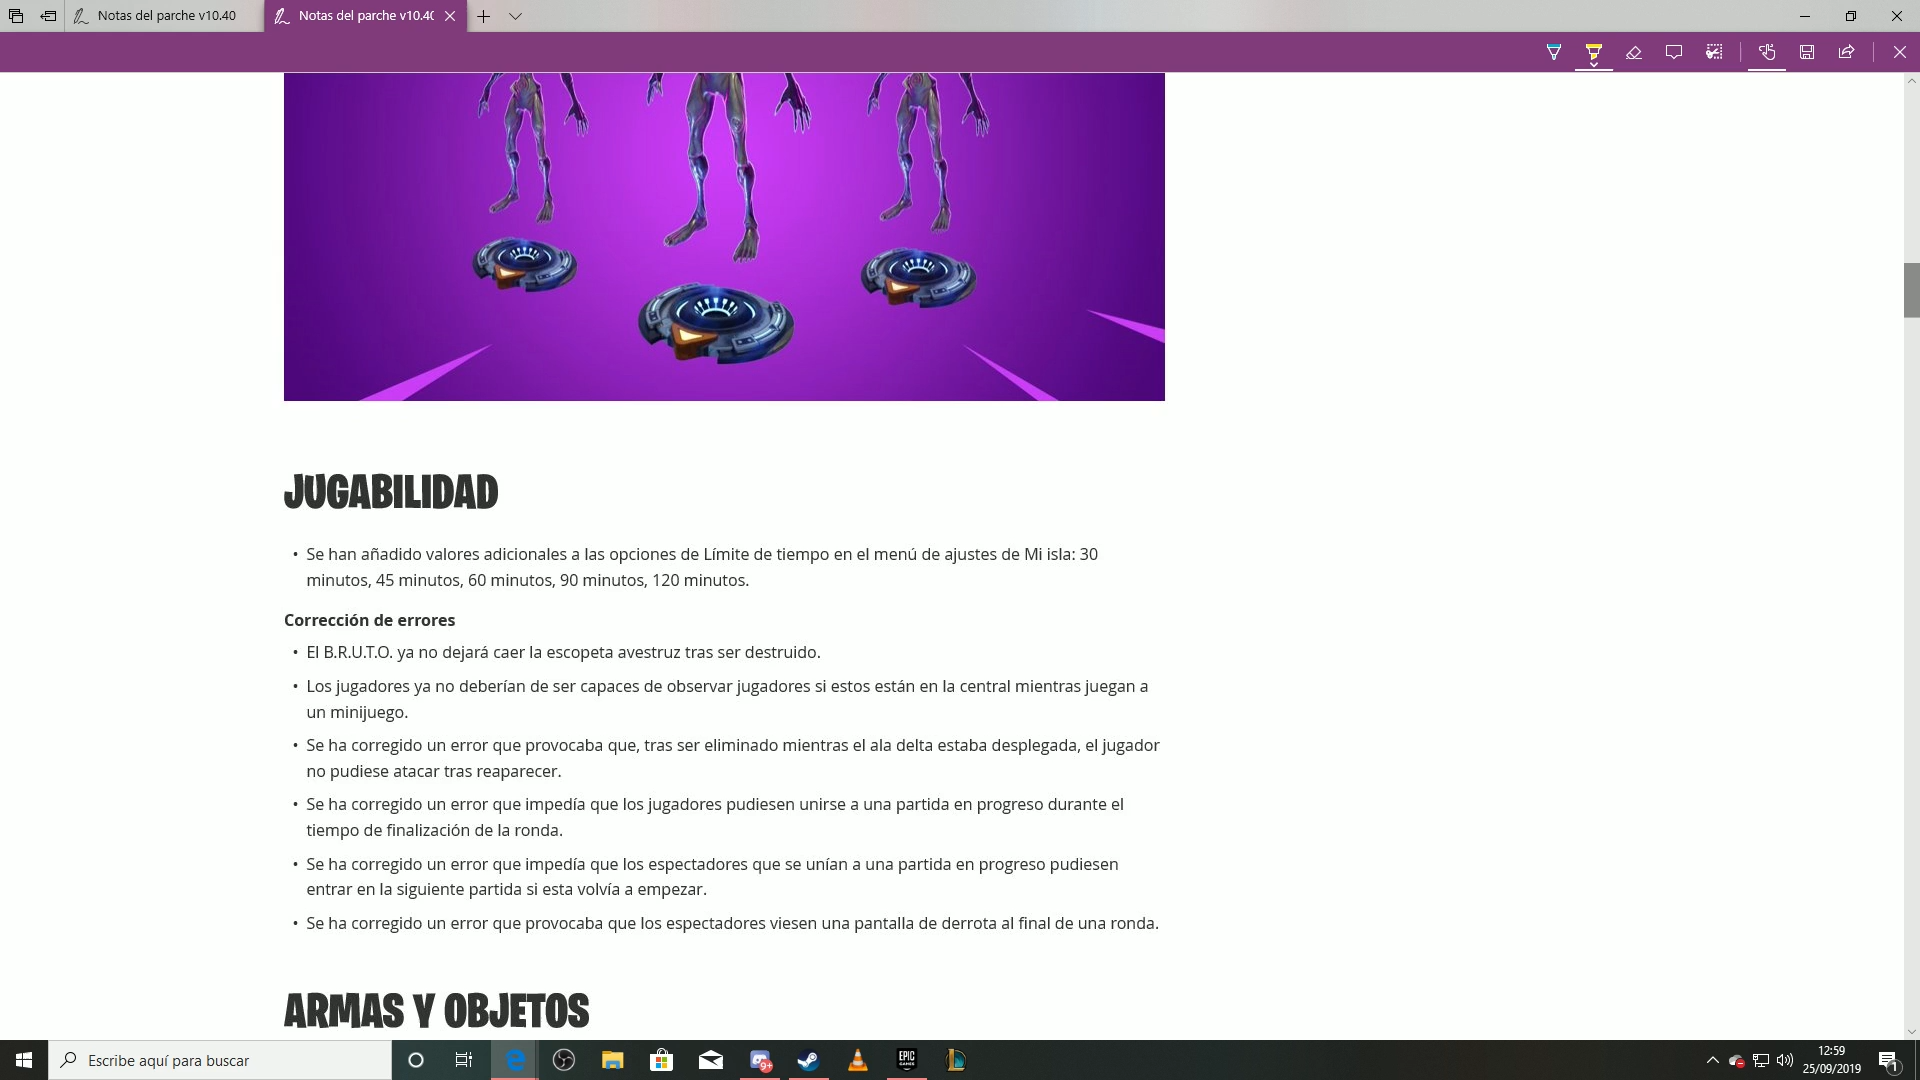 Notas del parche v10.40
Notas del parche v10.4
JUGABILIDAD
• Se han añadido valores adicionales a las opciones de Límite de tiempo en el menú de ajustes de Mi isla: 30
minutos, 45 minutos, 60 minutos, 90 minutos, 120 minutos.
Corrección de errores
• El B.R.U.T.O. ya no dejará caer la escopeta avestruz tras ser destruido.
• Los jugadores ya no deberían de ser capaces de observar jugadores si estos están en la central mientras juegan a
un minijuego.
• Se ha corregido un error que provocaba que, tras ser eliminado mientras el ala delta estaba desplegada, el jugador
no pudiese atacar tras reaparecer.
• Se ha corregido un error que impedía que los jugadores pudiesen unirse a una partida en progreso durante el
tiempo de finalización de la ronda.
• Se ha corregido un error que impedía que los espectadores que se unían a una partida en progreso pudiesen
entrar en la siguiente partida si esta volvía a empezar.
• Se ha corregido un error que provocaba que los espectadores viesen una pantalla de derrota al final de una ronda.
ARMAS Y OBJETOS
Escribe aquí para buscar
9+
EPIC
GAMES
12:59
25/09/2019
1